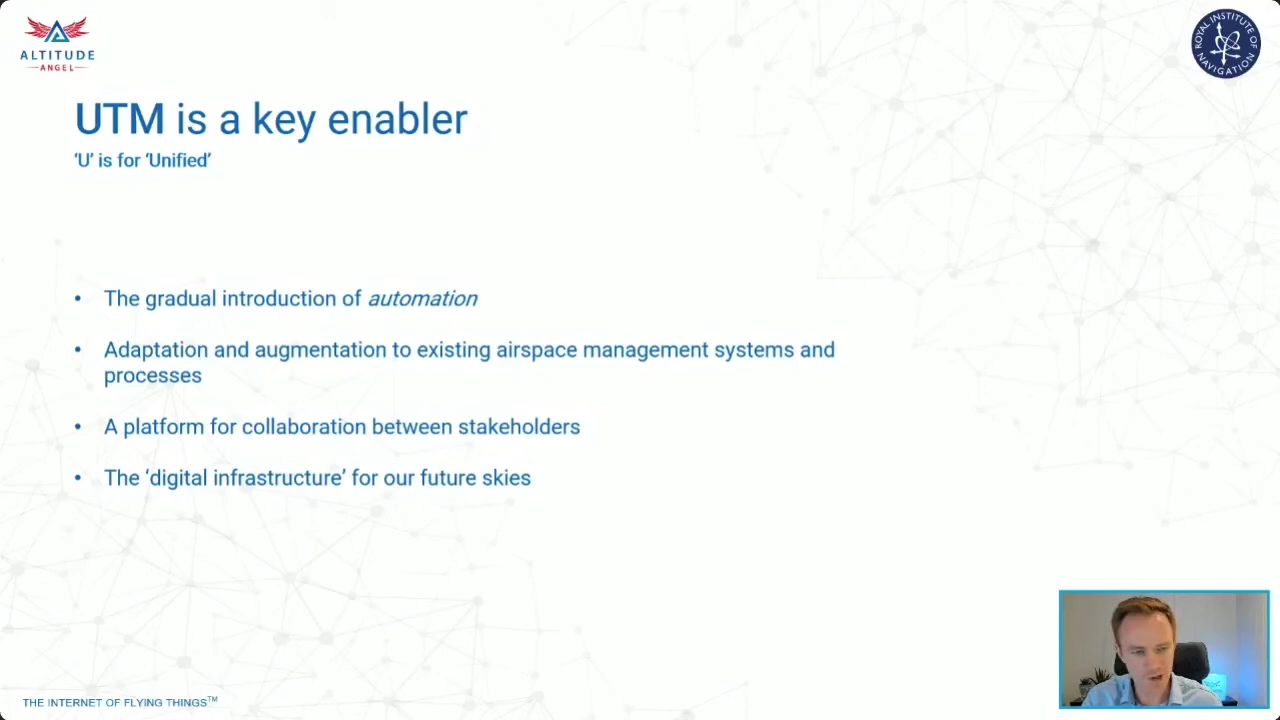 ALTITUDE
ANGEL
ROYAL INSTITUTE OF NAVIGATION
UTM is a key enabler
‘U’ is for ‘Unified’
• The gradual introduction of automation
• Adaptation and augmentation to existing airspace management systems and
processes
• A platform for collaboration between stakeholders
• The ‘digital infrastructure’ for our future skies
THE INTERNET OF FLYING THINGS™